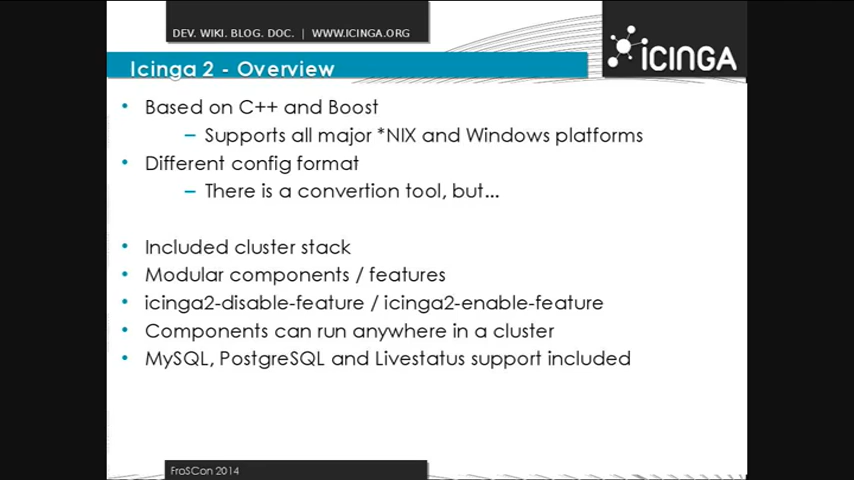 DEV. WIKI. BLOG. DOC. | WWW.ICINGA.ORG
ICINGA
Icinga 2 - Overview
• Based on C++ and Boost
– Supports all major *NIX and Windows platforms
• Different config format
– There is a convertion tool, but...
• Included cluster stack
• Modular components / features
• icinga2-disable-feature / icinga2-enable-feature
• Components can run anywhere in a cluster
• MySQL, PostgreSQL and Livestatus support included
FrOSCon 2014